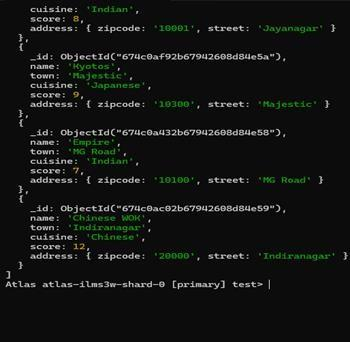 cuisine: 'Indian',
score: 8,
address: { zipcode: '10001', street: 'Jayanagar' }
},
{
_id: ObjectId("674c0af92b67942608d84e5a"),
name: 'Kyotos',
town: 'Majestic',
cuisine: 'Japanese',
score: 9,
address: { zipcode: '10300', street: 'Majestic' }
},
{
_id: ObjectId("674c0a432b67942608d84e58"),
name: 'Empire',
town: 'MG Road',
cuisine: 'Indian',
score: 7,
address: { zipcode: '10100', street: 'MG Road' }
},
{
_id: ObjectId("674c0ac02b67942608d84e59"),
name: 'Chinese WOK',
town: 'Indiranagar',
cuisine: 'Chinese',
score: 12,
address: { zipcode: '20000', street: 'Indiranagar' }
}
]
Atlas atlas-ilms3w-shard-0 [primary] test>